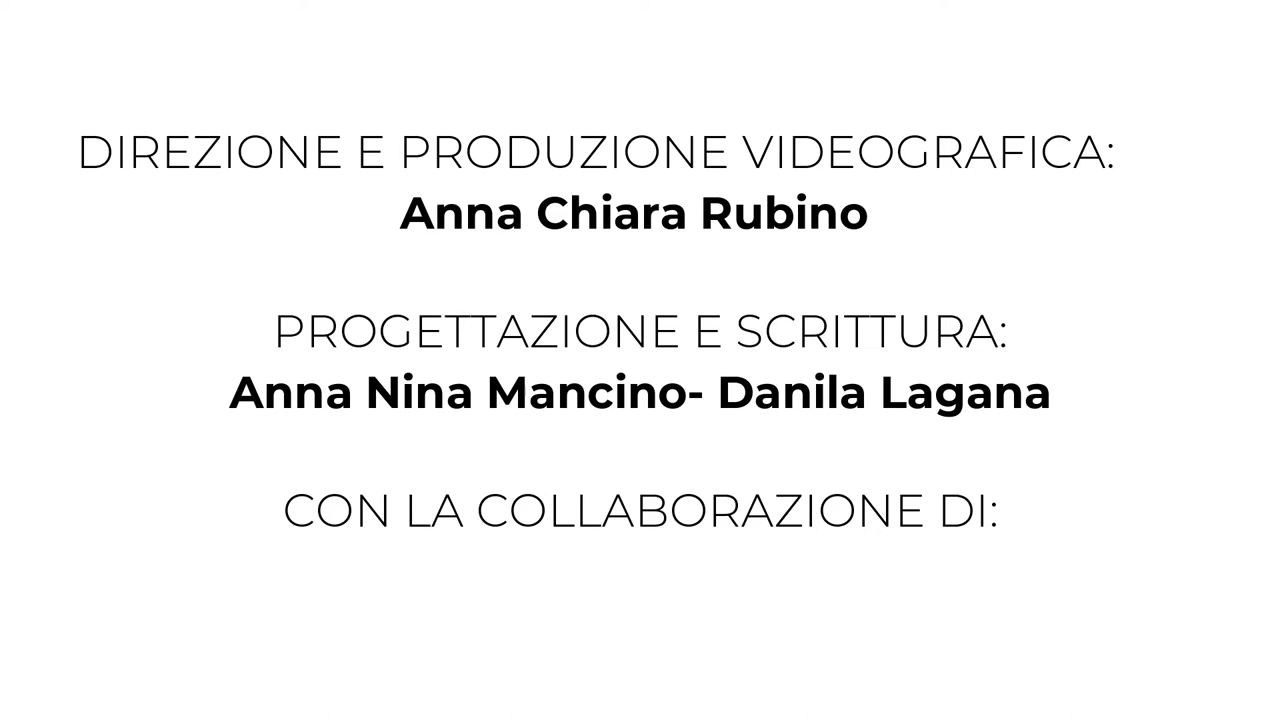 DIREZIONE E PRODUZIONE VIDEOGRAFICA:
Anna Chiara Rubino
PROGETTAZIONE E SCRITTURA:
Anna Nina Mancino- Danila Lagana
CON LA COLLABORAZIONE DI: